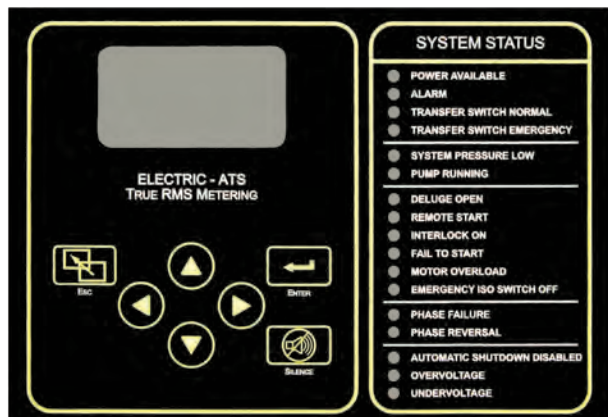 ELECTRIC - ATS
TRUE RMS METERING
ESC
ENTER
SILENCE
SYSTEM STATUS
POWER AVAILABLE
ALARM
TRANSFER SWITCH NORMAL
TRANSFER SWITCH EMERGENCY
SYSTEM PRESSURE LOW
PUMP RUNNING
DELUGE OPEN
REMOTE START
INTERLOCK ON
FAIL TO START
MOTOR OVERLOAD
EMERGENCY ISO SWITCH OFF
PHASE FAILURE
PHASE REVERSAL
AUTOMATIC SHUTDOWN DISABLED
OVERVOLTAGE
UNDERVOLTAGE